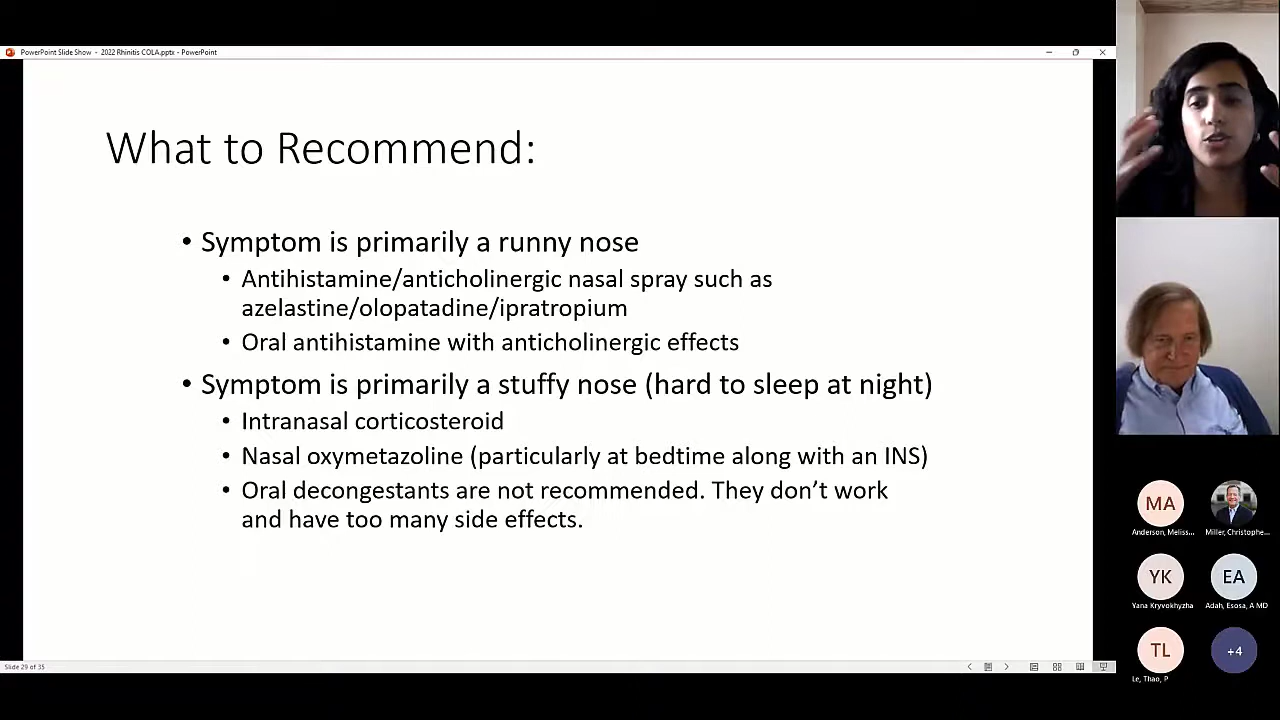 PowerPoint Slide Show - 2022 Rhinitis COLA.pptx - PowerPoint
What to Recommend:
• Symptom is primarily a runny nose
• Antihistamine/anticholinergic nasal spray such as
azelastine/olopatadine/ipratropium
• Oral antihistamine with anticholinergic effects
• Symptom is primarily a stuffy nose (hard to sleep at night)
• Intranasal corticosteroid
• Nasal oxymetazoline (particularly at bedtime along with an INS)
• Oral decongestants are not recommended. They don’t work
and have too many side effects.
Slide 29 of 35
MA
Anderson, Meliss...
Miller, Christophe...
YK
EA
Yana Kryvokhyzha
Adah, Esosa, A MD
TL
+4
Le, Thao, P